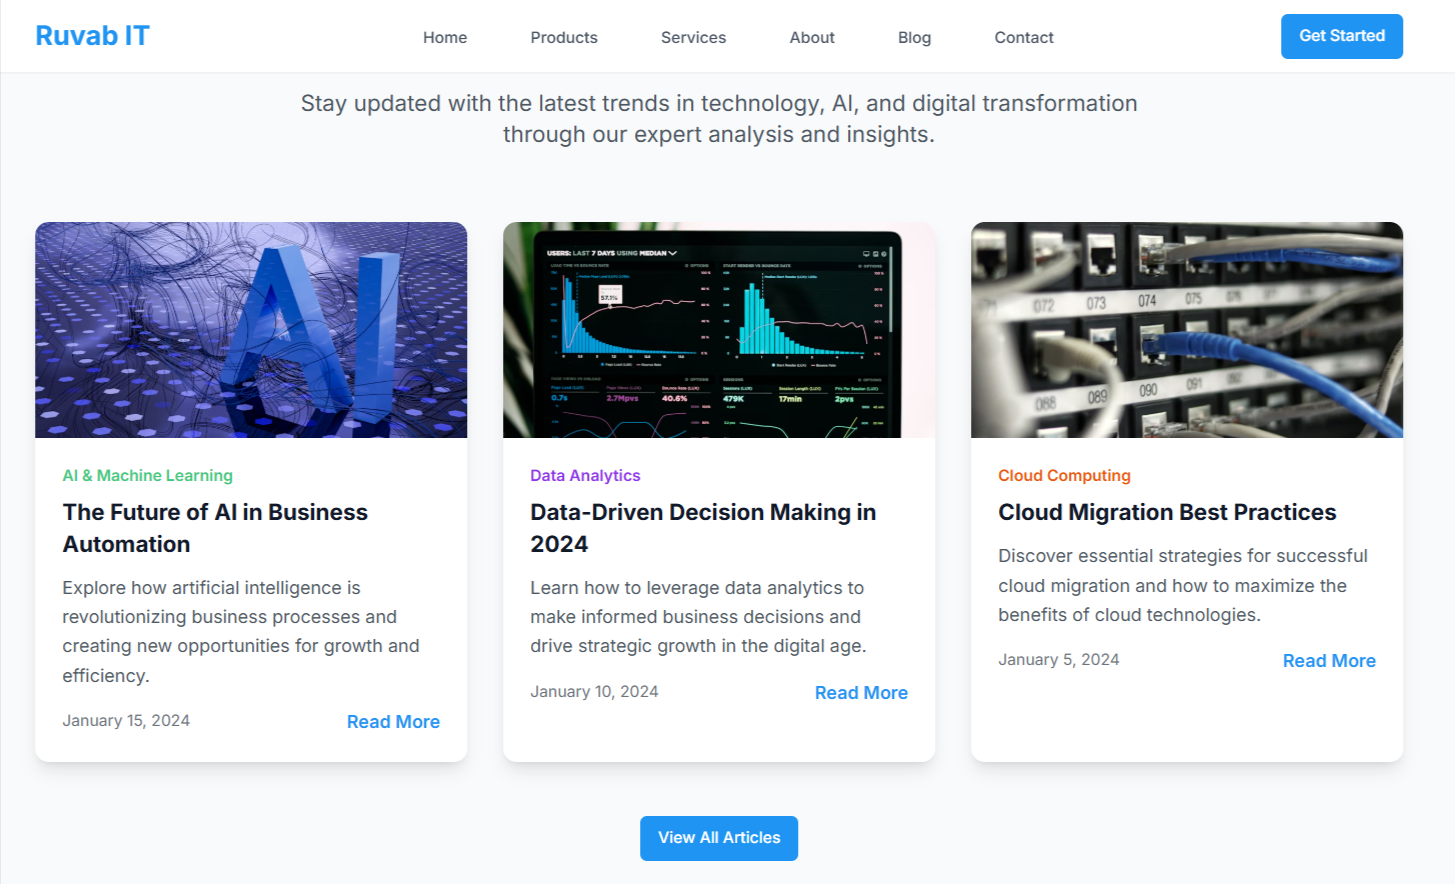 Ruvab IT
Home Products Services About Blog Contact
Get Started
Stay updated with the latest trends in technology, AI, and digital transformation
through our expert analysis and insights.
AI
USERS: LAST 7 DAYS USING MEDIAN
OPTIONS
OPTIONS
57.1%
0.7s
2.7Mpvs
40.6%
479K
17min
2pvs
072 073 074 075
088 089 090 091
AI & Machine Learning
The Future of AI in Business
Automation
Explore how artificial intelligence is
revolutionizing business processes and
creating new opportunities for growth and
efficiency.
January 15, 2024
Read More
Data Analytics
Data-Driven Decision Making in
2024
Learn how to leverage data analytics to
make informed business decisions and
drive strategic growth in the digital age.
January 10, 2024
Read More
Cloud Computing
Cloud Migration Best Practices
Discover essential strategies for successful
cloud migration and how to maximize the
benefits of cloud technologies.
January 5, 2024
Read More
View All Articles